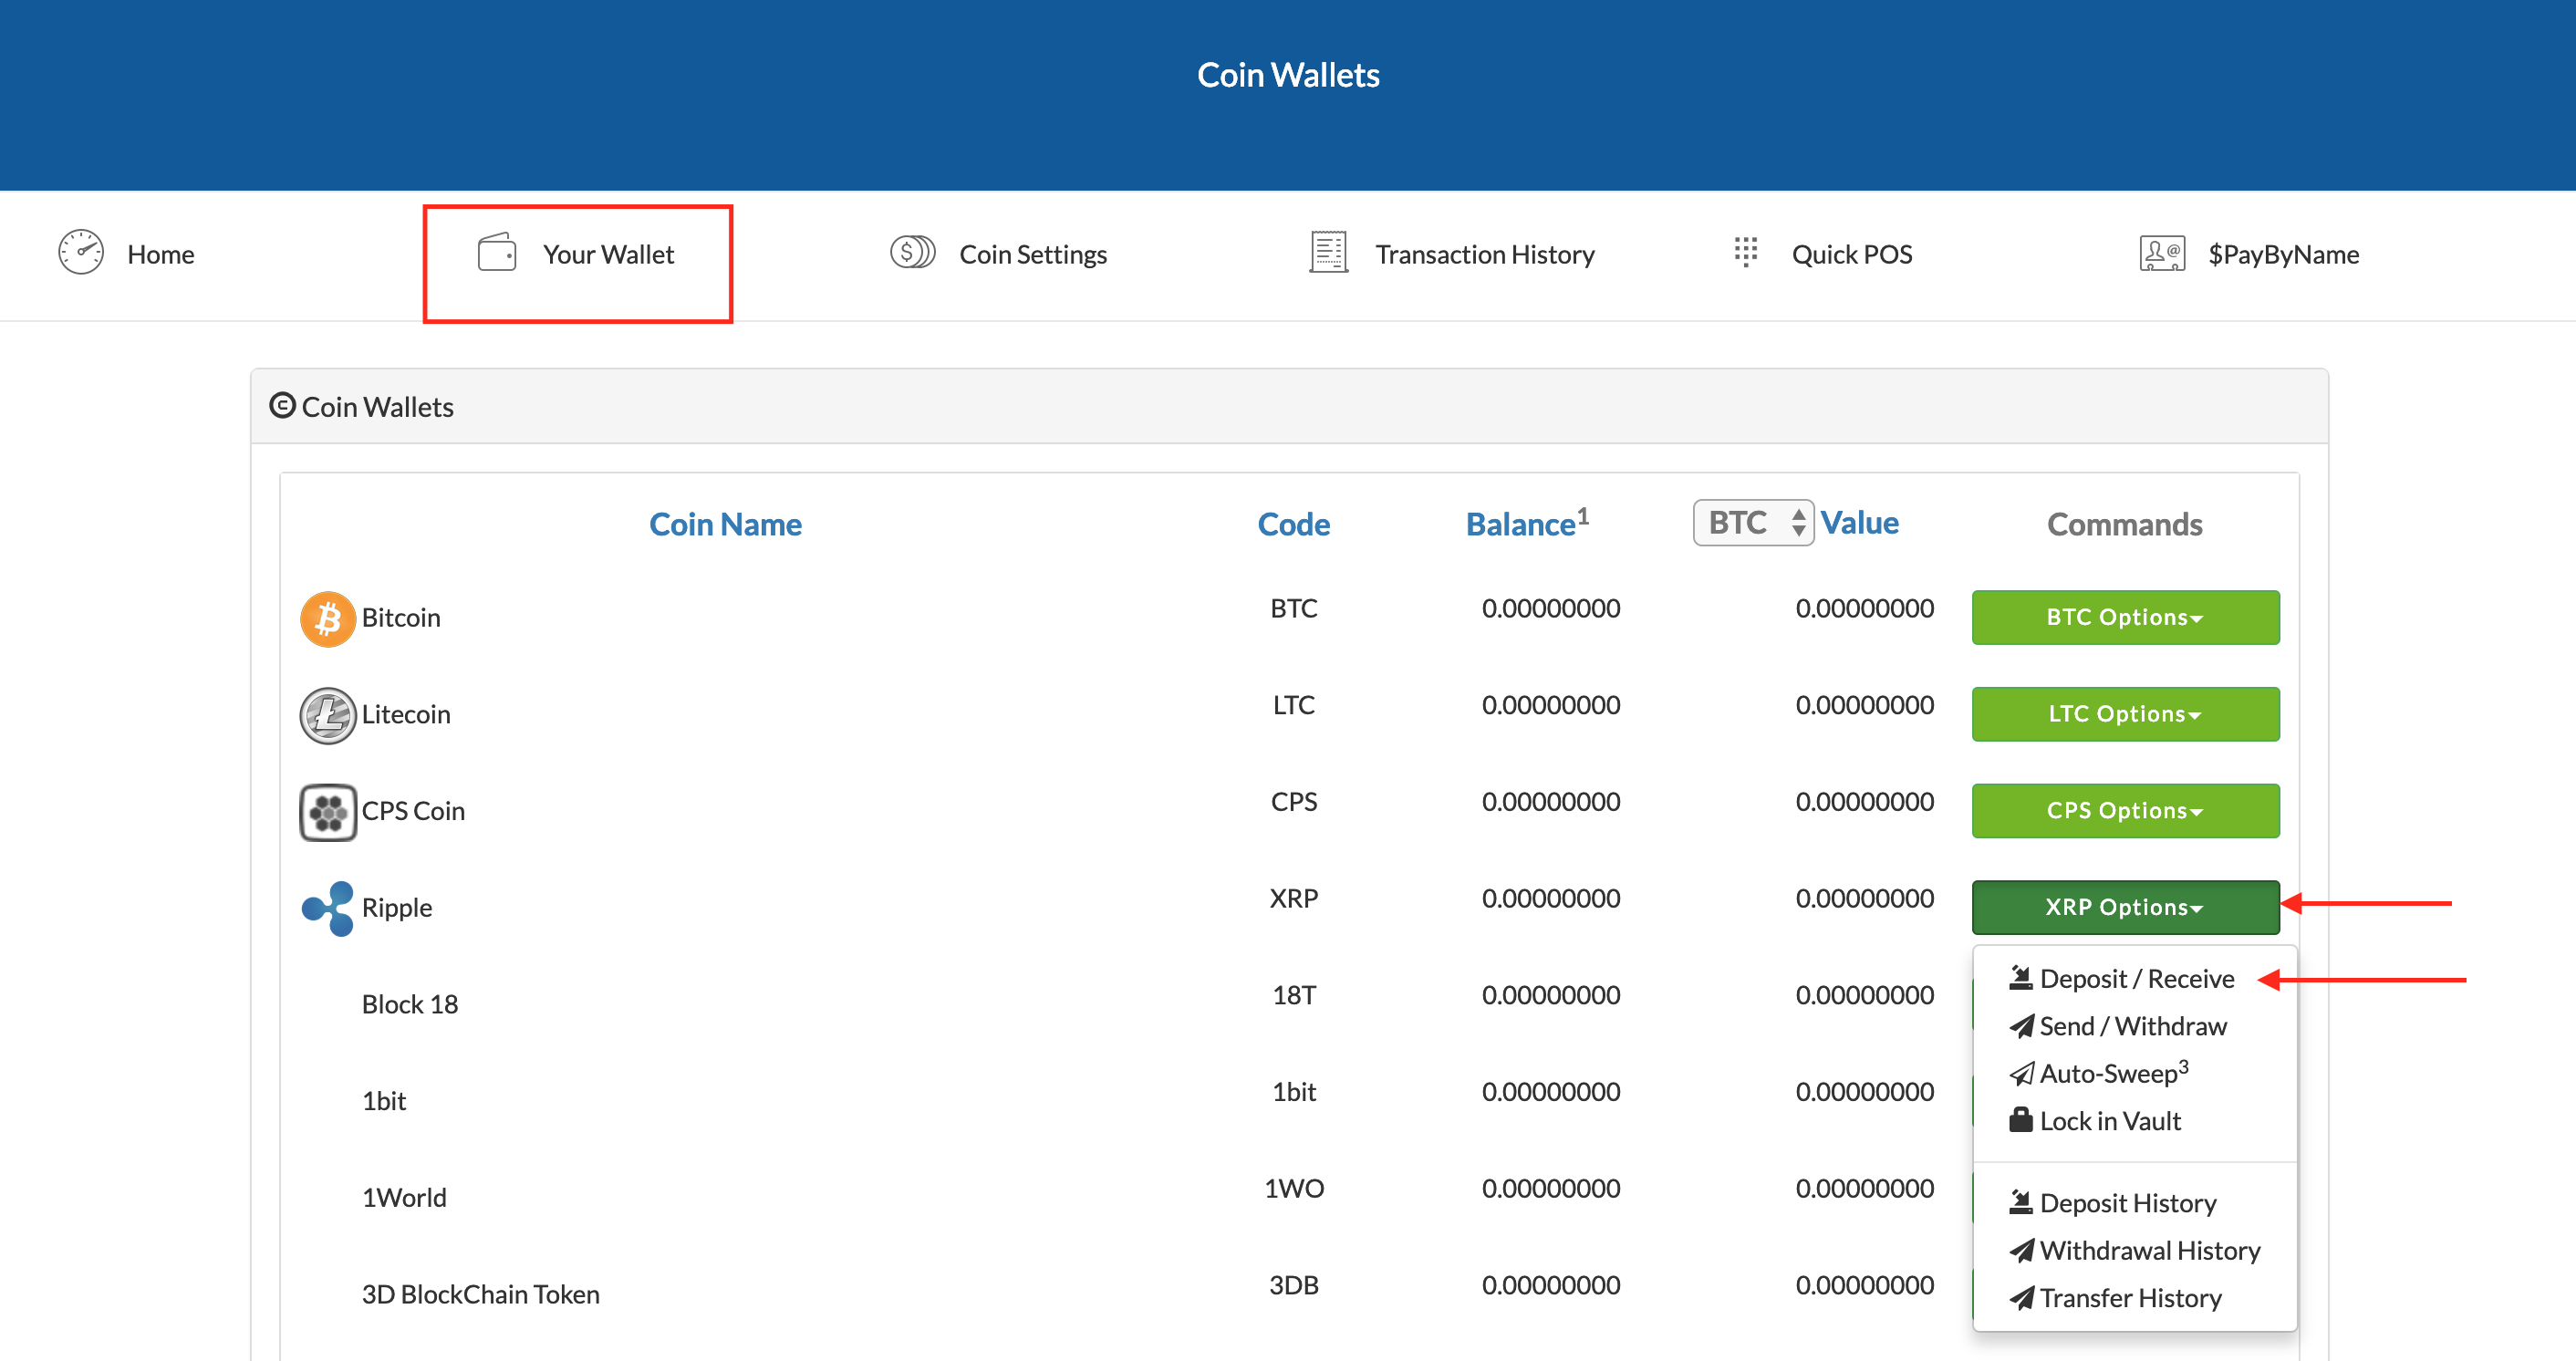 Coin Wallets
Home Your Wallet Coin Settings Transaction History Quick POS $PayByName
Coin Wallets
Coin Name Code Balance¹ BTC Value Commands
Bitcoin BTC 0.00000000 0.00000000 BTC Options
Litecoin LTC 0.00000000 0.00000000 LTC Options
CPS Coin CPS 0.00000000 0.00000000 CPS Options
Ripple XRP 0.00000000 0.00000000 XRP Options
Deposit / Receive
Block 18 18T 0.00000000 0.00000000
Send / Withdraw
Auto-Sweep³
1bit 1bit 0.00000000 0.00000000
Lock in Vault
1World 1WO 0.00000000 0.00000000
Deposit History
Withdrawal History
3D BlockChain Token 3DB 0.00000000 0.00000000
Transfer History